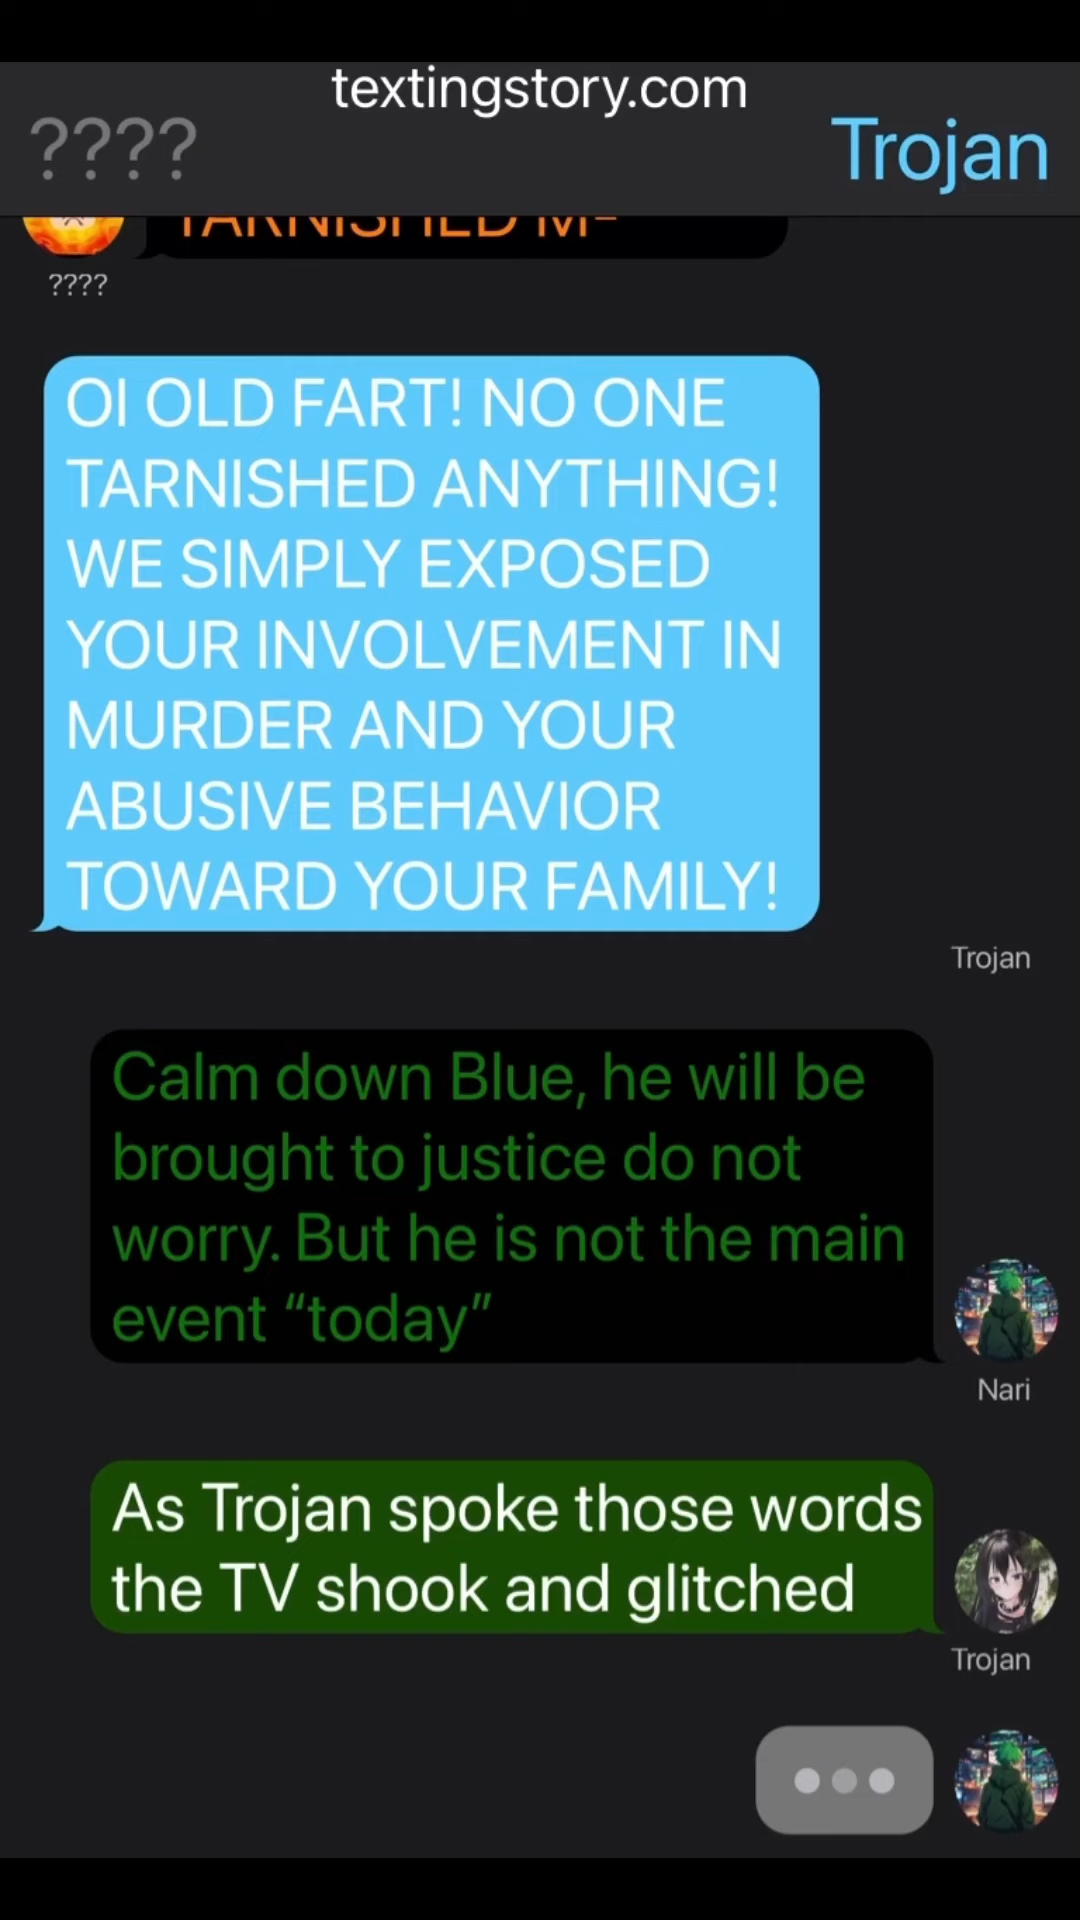 textingstory.com
????
Trojan
TARNISHED M-
????
OI OLD FART! NO ONE
TARNISHED ANYTHING!
WE SIMPLY EXPOSED
YOUR INVOLVEMENT IN
MURDER AND YOUR
ABUSIVE BEHAVIOR
TOWARD YOUR FAMILY!
Trojan
Calm down Blue, he will be
brought to justice do not
worry. But he is not the main
event “today”
Nari
As Trojan spoke those words
the TV shook and glitched
Trojan